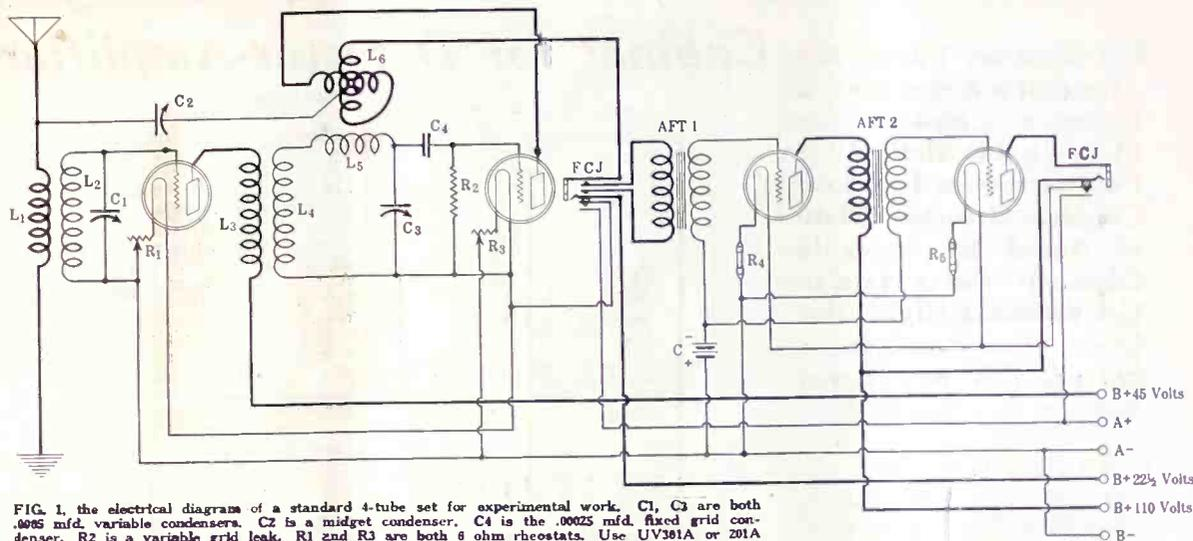 C2
L6
L2
C1
L1
R1
L3
L4
L5
C4
C3
R2
R3
FCJ
AFT 1
AFT 2
R4
R5
FCJ
C
-
+
B+45 Volts
A+
A-
B+22½ Volts
B+110 Volts
B-
FIG. 1, the electrical diagram of a standard 4-tube set for experimental work. C1, C3 are both
mfd. variable condensers. C2 is a midget condenser. C4 is the .00025 mfd. fixed grid con-
denser. R2 is a variable grid leak. R1 and R3 are both 6 ohm rheostats. Use UV301A or 201A